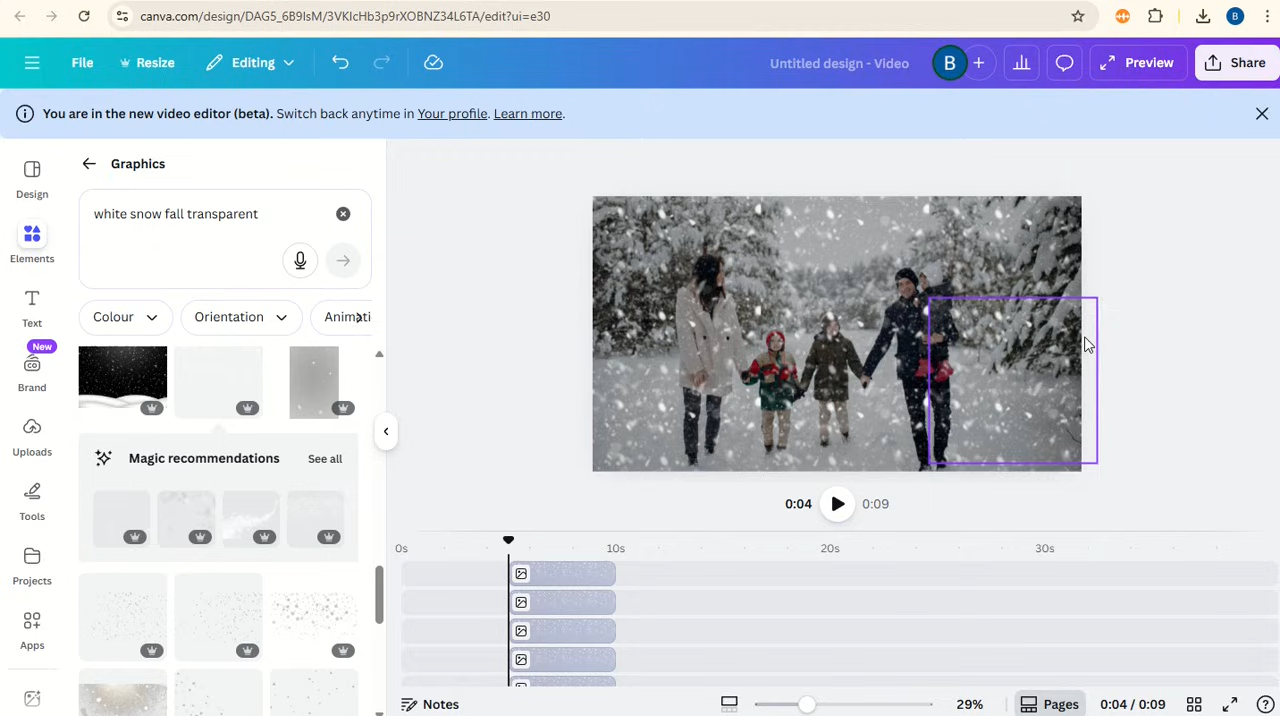 canva.com/design/DAG5_6B9IsM/3VKIcHb3p9rXOBNZ34L6TA/edit?ui=e30
B
File
Resize
Editing
Untitled design - Video
B
Preview
Share
You are in the new video editor (beta). Switch back anytime in Your profile. Learn more.
Design
Elements
Text
New
Brand
Uploads
Tools
Projects
Apps
Graphics
white snow fall transparent
Colour
Orientation
Animati
Magic recommendations
See all
0:04
0:09
0s
10s
20s
30s
Notes
29%
Pages
0:04 / 0:09